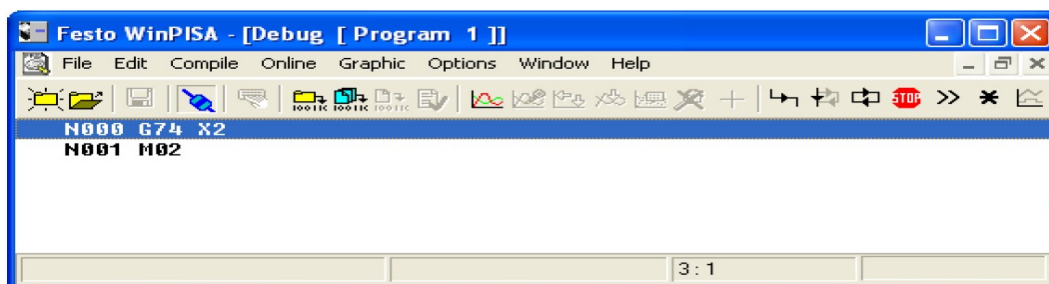 Festo WinPISA - [Debug [ Program 1 ]]
File Edit Compile Online Graphic Options Window Help
STOP
N000 G74 X2
N001 M02
3 : 1